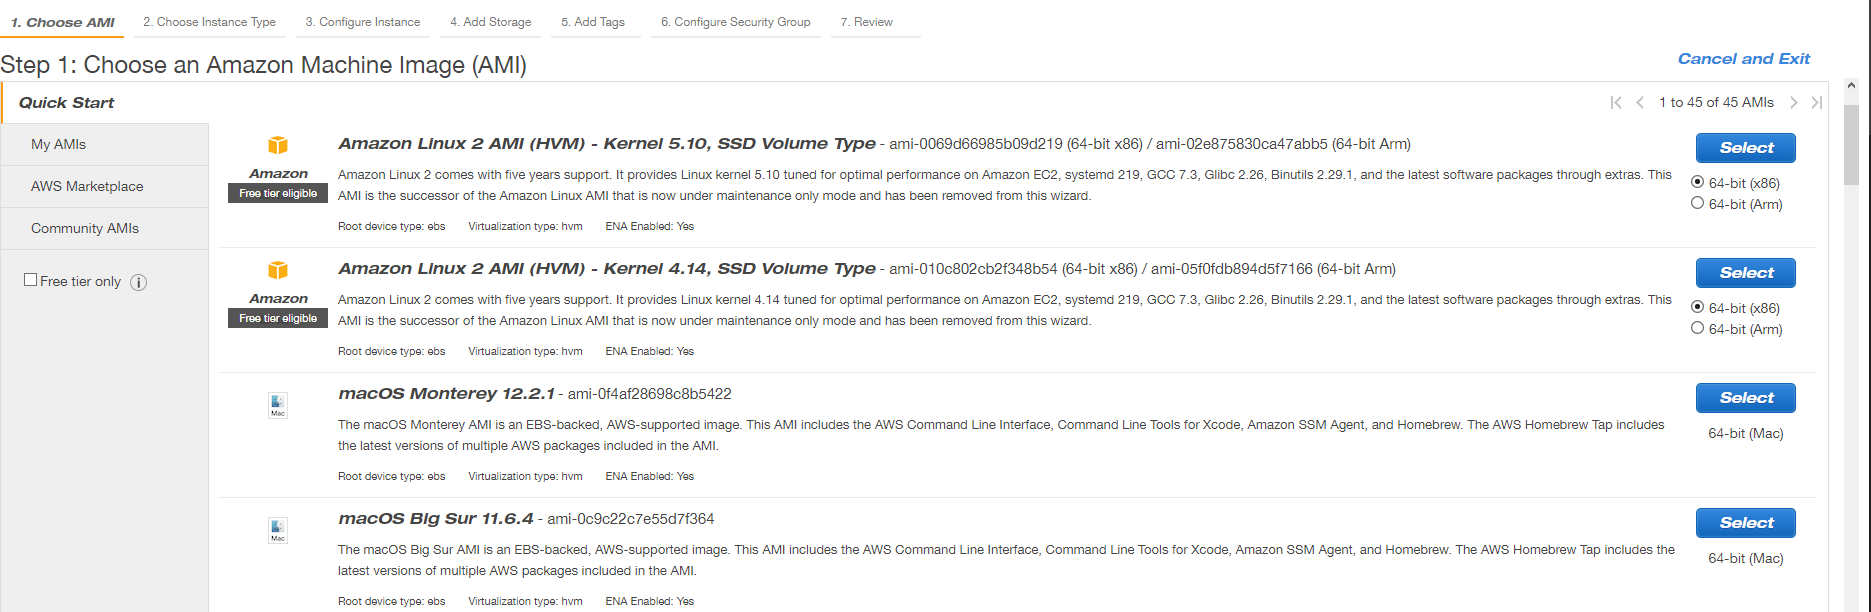 1. Choose AMI 2. Choose Instance Type 3. Configure Instance 4. Add Storage 5. Add Tags 6. Configure Security Group 7. Review
Step 1: Choose an Amazon Machine Image (AMI)
Cancel and Exit
Quick Start
1 to 45 of 45 AMIs
My AMIs
AWS Marketplace
Community AMIs
Free tier only
Amazon
Free tier eligible
Amazon Linux 2 AMI (HVM) - Kernel 5.10, SSD Volume Type - ami-0069d66985b09d219 (64-bit x86) / ami-02e875830ca47abb5 (64-bit Arm)
Amazon Linux 2 comes with five years support. It provides Linux kernel 5.10 tuned for optimal performance on Amazon EC2, systemd 219, GCC 7.3, Glibc 2.26, Binutils 2.29.1, and the latest software packages through extras. This
AMI is the successor of the Amazon Linux AMI that is now under maintenance only mode and has been removed from this wizard.
Root device type: ebs Virtualization type: hvm ENA Enabled: Yes
Select
64-bit (x86)
64-bit (Arm)
Amazon
Free tier eligible
Amazon Linux 2 AMI (HVM) - Kernel 4.14, SSD Volume Type - ami-010c802cb2f348b54 (64-bit x86) / ami-05f0fdb894d5f7166 (64-bit Arm)
Amazon Linux 2 comes with five years support. It provides Linux kernel 4.14 tuned for optimal performance on Amazon EC2, systemd 219, GCC 7.3, Glibc 2.26, Binutils 2.29.1, and the latest software packages through extras. This
AMI is the successor of the Amazon Linux AMI that is now under maintenance only mode and has been removed from this wizard.
Root device type: ebs Virtualization type: hvm ENA Enabled: Yes
Select
64-bit (x86)
64-bit (Arm)
Mac
macOS Monterey 12.2.1 - ami-0f4af28698c8b5422
The macOS Monterey AMI is an EBS-backed, AWS-supported image. This AMI includes the AWS Command Line Interface, Command Line Tools for Xcode, Amazon SSM Agent, and Homebrew. The AWS Homebrew Tap includes
the latest versions of multiple AWS packages included in the AMI.
Root device type: ebs Virtualization type: hvm ENA Enabled: Yes
Select
64-bit (Mac)
Mac
macOS Big Sur 11.6.4 - ami-0c9c22c7e55d7f364
The macOS Big Sur AMI is an EBS-backed, AWS-supported image. This AMI includes the AWS Command Line Interface, Command Line Tools for Xcode, Amazon SSM Agent, and Homebrew. The AWS Homebrew Tap includes the
latest versions of multiple AWS packages included in the AMI.
Root device type: ebs Virtualization type: hvm ENA Enabled: Yes
Select
64-bit (Mac)